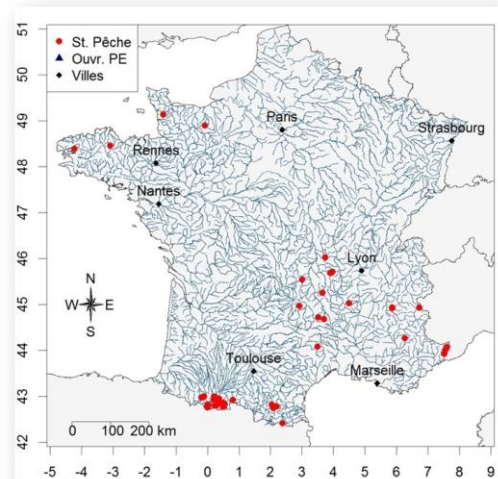 St. Pêche
Ouvr. PE
Villes
51
50
49
48
47
46
45
44
43
42
Paris
Strasbourg
Rennes
Nantes
Lyon
N
W E
S
Toulouse
Marseille
0 100 200 km
-5 -4 -3 -2 -1 0 1 2 3 4 5 6 7 8 9